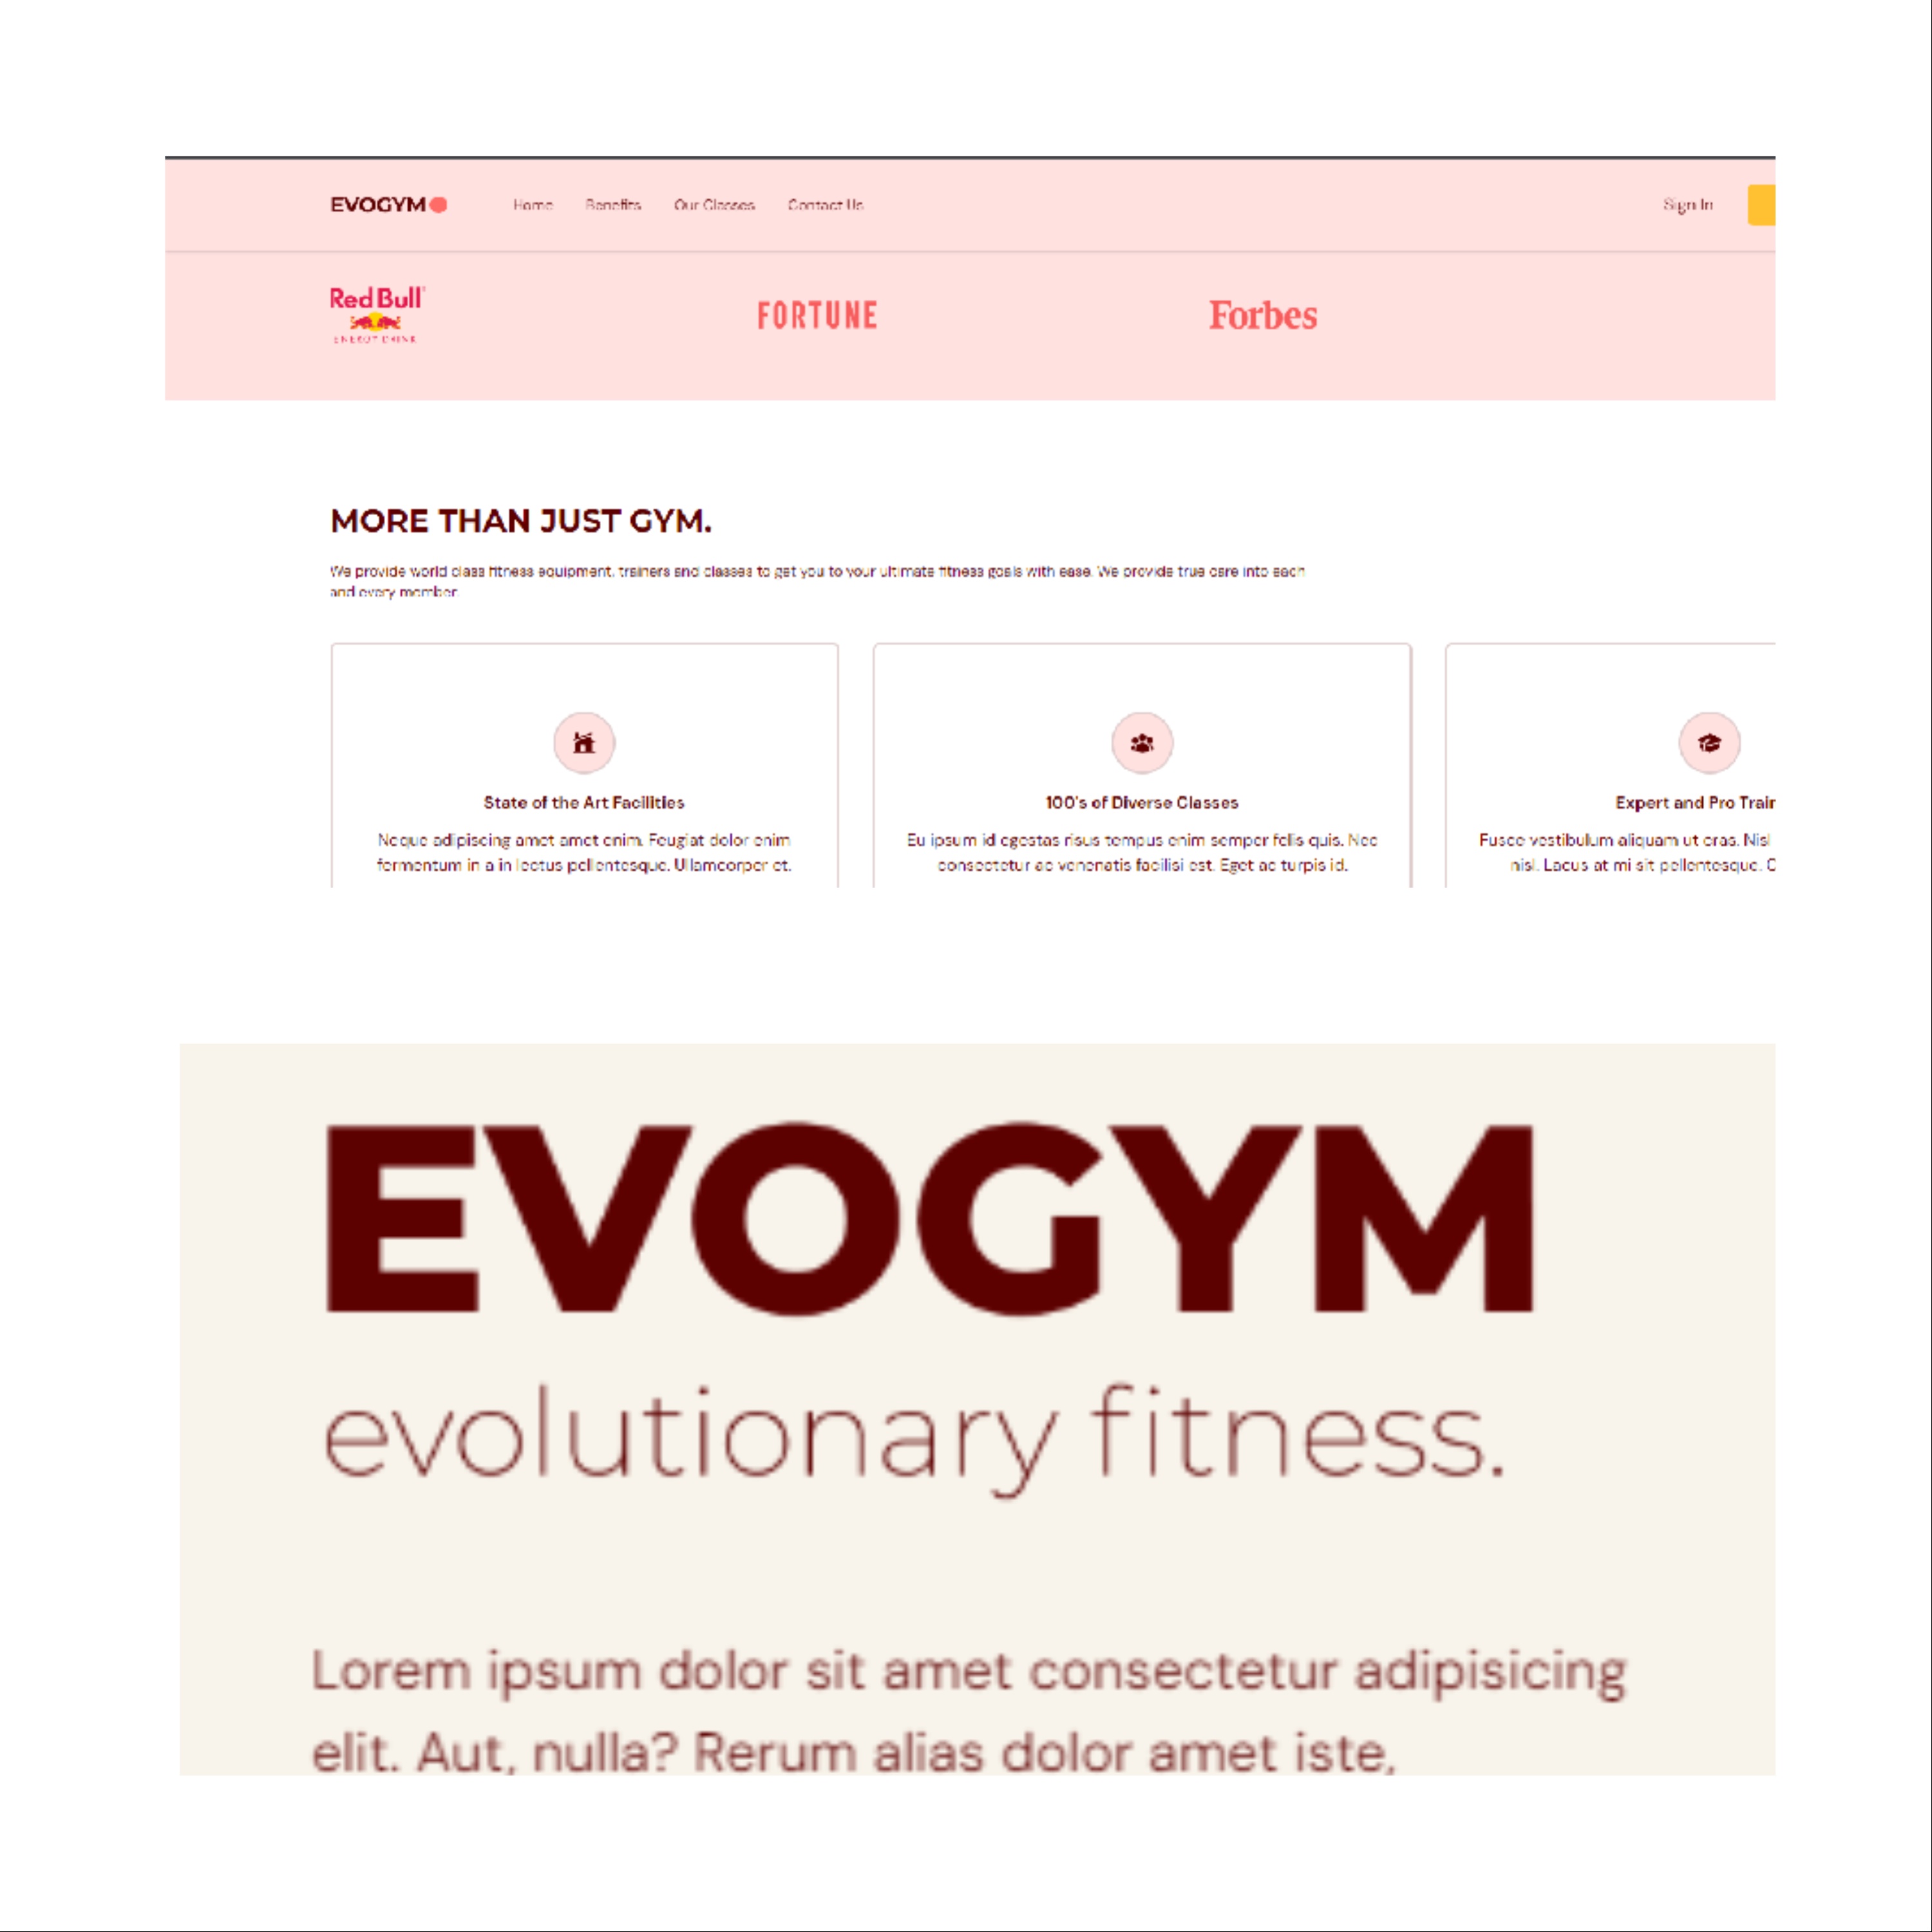 EVOGYM Home Benefits Our Classes Contact Us Sign In
Red Bull
ENERGY DRINK
FORTUNE
Forbes
MORE THAN JUST GYM.
We provide world class fitness equipment, trainers and classes to get you to your ultimate fitness goals with ease. We provide true care into each
and every member.
State of the Art Facilities
Neque adipiscing amet amet enim. Feugiat dolor enim
fermentum in a in lectus pellentesque. Ullamcorper et.
100's of Diverse Classes
Eu ipsum id egestas risus tempus enim semper felis quis. Nec
consectetur ac venenatis facilisi est. Eget ac turpis id.
Expert and Pro
Fusce vestibulum aliquam ut cras. Nisl
nisl. Lacus at mi sit pellentesque.
EVOGYM
evolutionary fitness.
Lorem ipsum dolor sit amet consectetur adipisicing
elit. Aut, nulla? Rerum alias dolor amet iste,